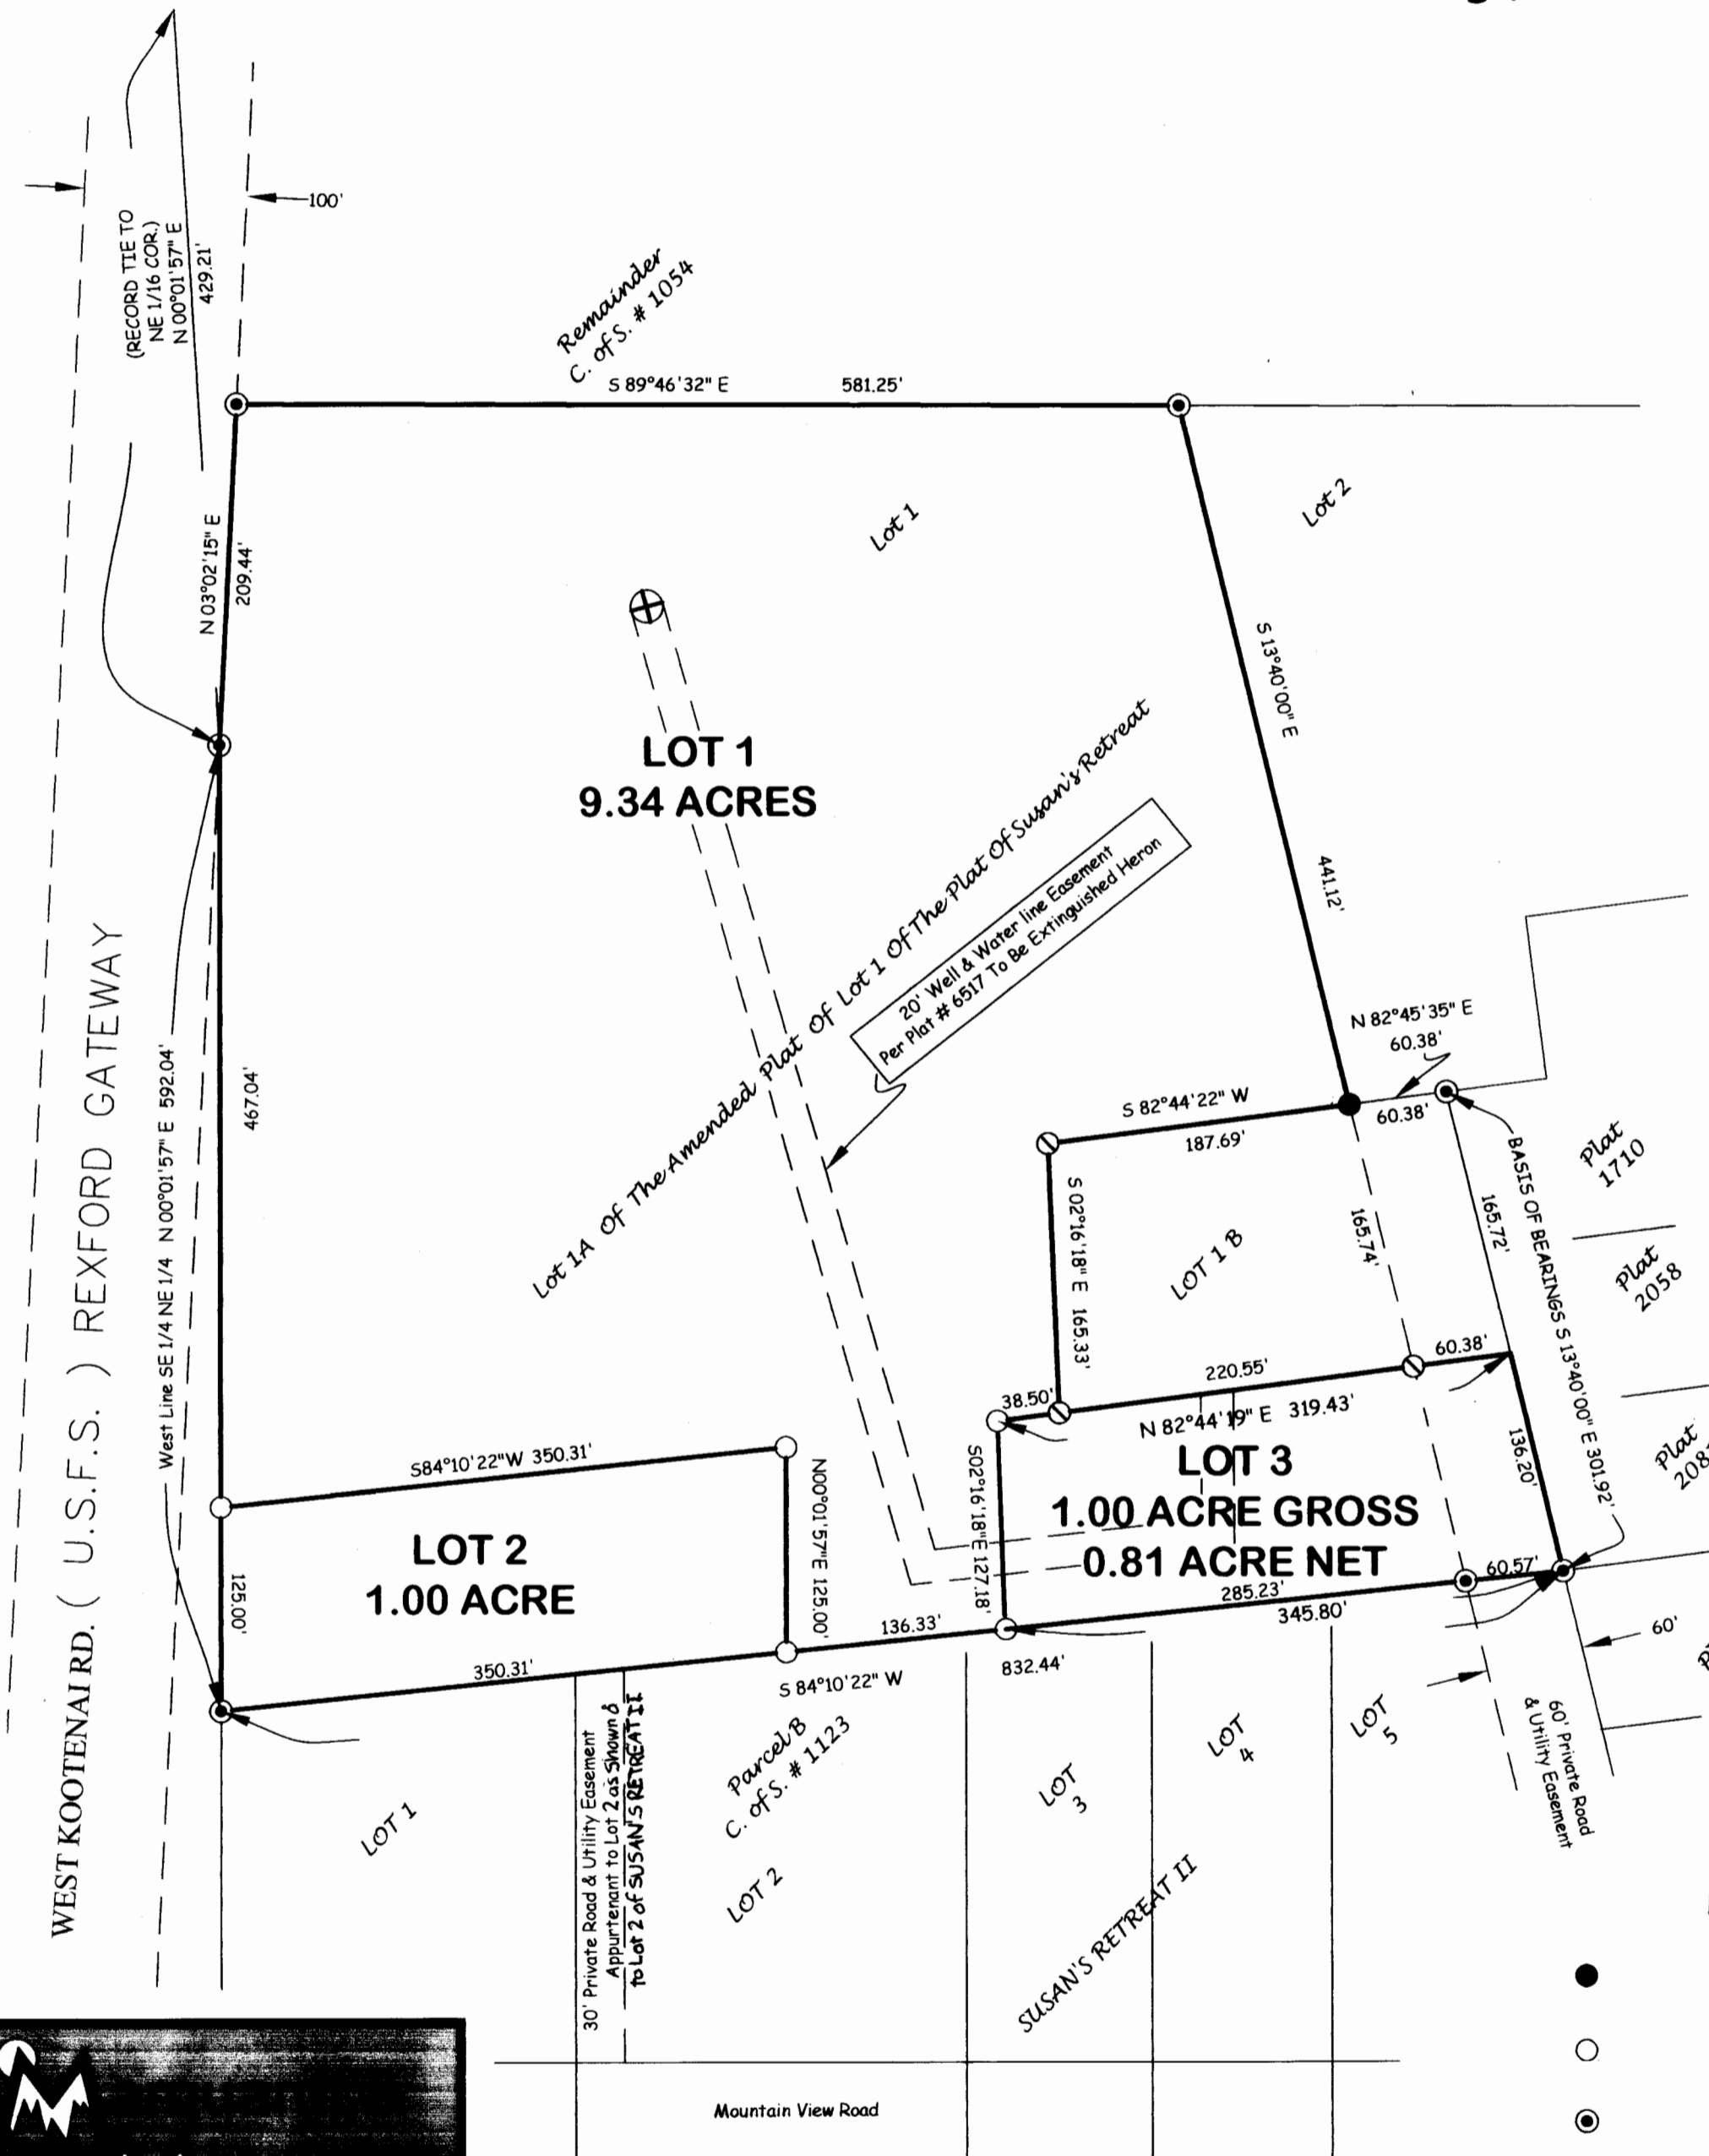 100'
(RECORD TIE TO
NE 1/16 COR.)
N 00°01'57" E
429.21'
Remainder
C. of S. # 1054
S 89°46'32" E 581.25'
Lot 1
Lot 2
N 03°02'15" E
209.44'
S 13°40'00" E
441.12'
LOT 1
9.34 ACRES
Lot 1A Of The Amended Plat Of Lot 1 Of The Plat Of Susan's Retreat
20' Well & Water line Easement
Per Plat # 6517 To Be Extinguished Heron
WEST KOOTENAI RD. ( U.S.F.S. ) REXFORD GATEWAY
West Line SE 1/4 NE 1/4 N 00°01'57" E 592.04'
467.04'
N 82°45'35" E
60.38'
60.38'
S 82°44'22" W
187.69'
S 02°16'18" E 165.33'
LOT 1 B
165.74'
165.72'
BASIS OF BEARINGS S 13°40'00" E 301.92'
Plat
1710
Plat
2058
Plat
60.38'
220.55'
38.50'
N 82°44'19" E 319.43'
LOT 3
1.00 ACRE GROSS
0.81 ACRE NET
S02°16'18"E 127.18'
136.20'
60.57'
285.23'
345.80'
S84°10'22"W 350.31'
LOT 2
1.00 ACRE
N00°01'57"E 125.00'
125.00'
350.31'
136.33'
S 84°10'22" W
832.44'
60'
60' Private Road
& Utility Easement
LOT 1
30' Private Road & Utility Easement
Appurtenant to Lot 2 as Shown &
to Lot 2 of SUSAN'S RETREAT II
Parcel B
C. of S. # 1123
LOT 2
LOT
3
LOT
4
LOT
5
SUSAN'S RETREAT II
Mountain View Road